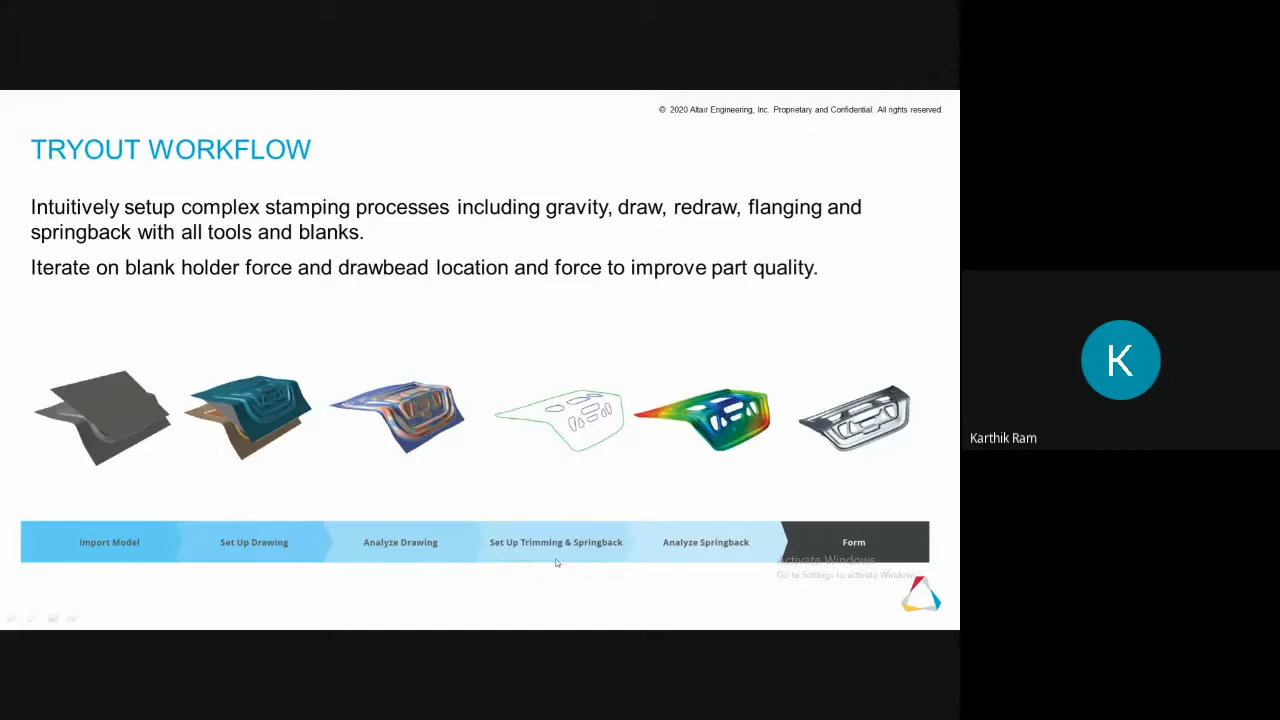 © 2020 Altair Engineering, Inc. Proprietary and Confidential. All rights reserved.
TRYOUT WORKFLOW
Intuitively setup complex stamping processes including gravity, draw, redraw, flanging and
springback with all tools and blanks.
Iterate on blank holder force and drawbead location and force to improve part quality.
K
Karthik Ram
Import Model
Set Up Drawing
Analyze Drawing
Set Up Trimming & Springback
Analyze Springback
Form
Activate Windows
Go to Settings to activate Windows.